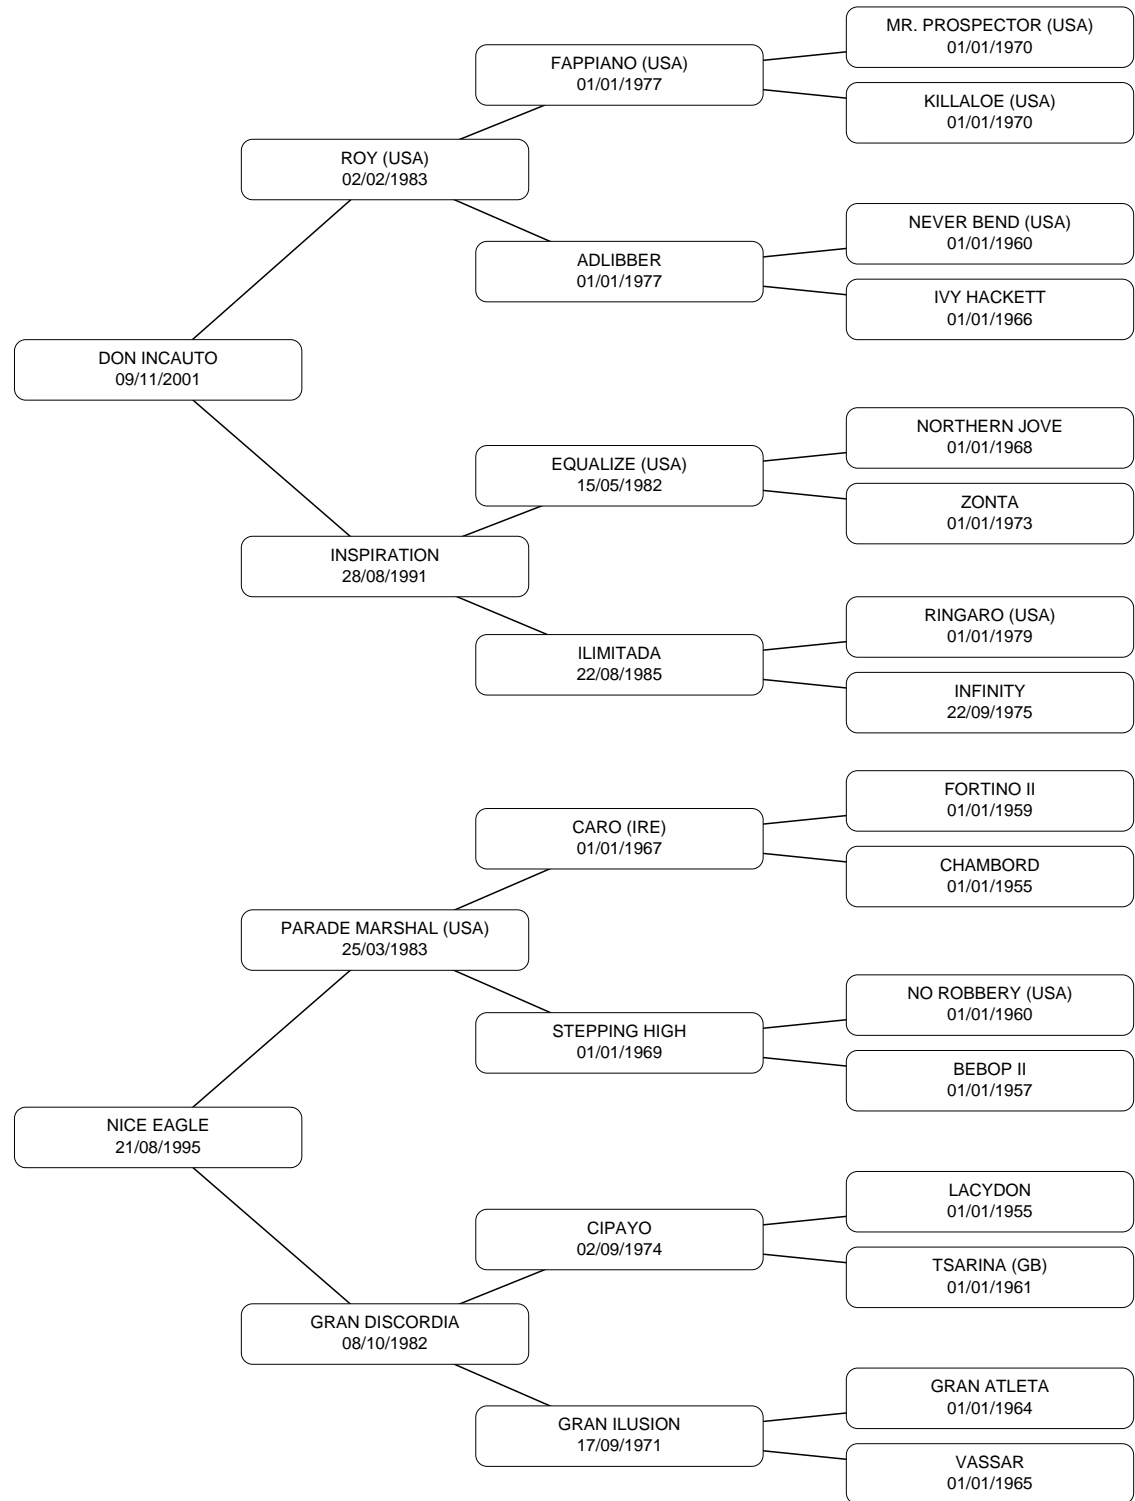 MR. PROSPECTOR (USA)
01/01/1970
FAPPIANO (USA)
01/01/1977
KILLALOE (USA)
01/01/1970
ROY (USA)
02/02/1983
NEVER BEND (USA)
01/01/1960
ADLIBBER
01/01/1977
IVY HACKETT
01/01/1966
DON INCAUTO
09/11/2001
NORTHERN JOVE
01/01/1968
EQUALIZE (USA)
15/05/1982
ZONTA
01/01/1973
INSPIRATION
28/08/1991
RINGARO (USA)
01/01/1979
ILIMITADA
22/08/1985
INFINITY
22/09/1975
FORTINO II
01/01/1959
CARO (IRE)
01/01/1967
CHAMBORD
01/01/1955
PARADE MARSHAL (USA)
25/03/1983
NO ROBBERY (USA)
01/01/1960
STEPPING HIGH
01/01/1969
BEBOP II
01/01/1957
NICE EAGLE
21/08/1995
LACYDON
01/01/1955
CIPAYO
02/09/1974
TSARINA (GB)
01/01/1961
GRAN DISCORDIA
08/10/1982
GRAN ATLETA
01/01/1964
GRAN ILUSION
17/09/1971
VASSAR
01/01/1965